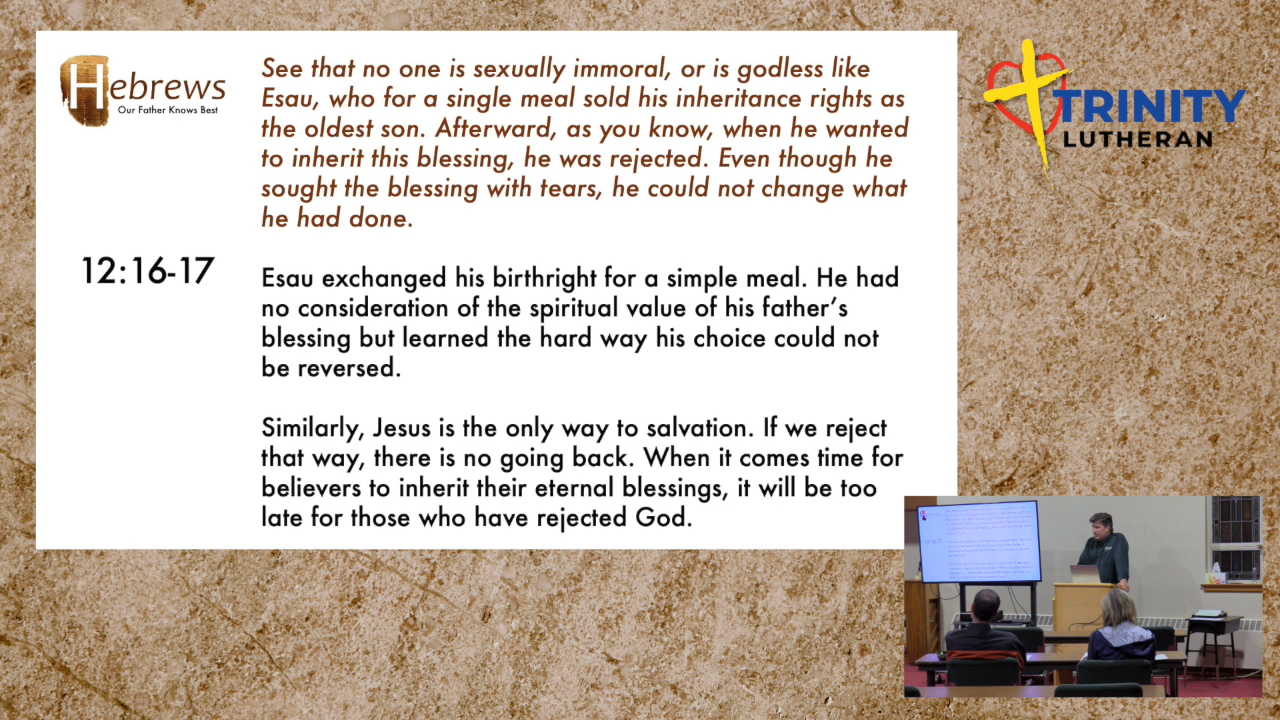 Hebrews
Our Father Knows Best
See that no one is sexually immoral, or is godless like
Esau, who for a single meal sold his inheritance rights as
the oldest son. Afterward, as you know, when he wanted
to inherit this blessing, he was rejected. Even though he
sought the blessing with tears, he could not change what
he had done.
12:16-17
Esau exchanged his birthright for a simple meal. He had
no consideration of the spiritual value of his father’s
blessing but learned the hard way his choice could not
be reversed.
Similarly, Jesus is the only way to salvation. If we reject
that way, there is no going back. When it comes time for
believers to inherit their eternal blessings, it will be too
late for those who have rejected God.
TRINITY
LUTHERAN
12:16-17